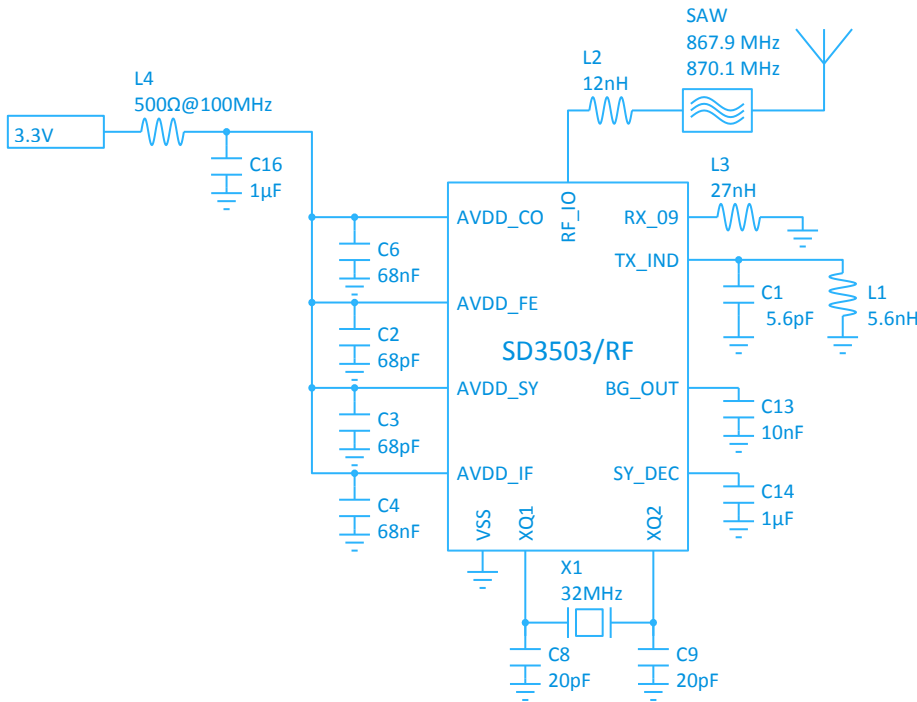 SAW
867.9 MHz
870.1 MHz
L2
12nH
L4
500Ω@100MHz
3.3V
C16
1µF
L3
27nH
RF_IO
AVDD_CO
RX_09
C6
68nF
TX_IND
C1
5.6pF
L1
5.6nH
AVDD_FE
C2
68pF
SD3503/RF
AVDD_SY
BG_OUT
C3
68pF
C13
10nF
AVDD_IF
SY_DEC
C4
68nF
C14
1µF
VSS
XQ1
XQ2
X1
32MHz
C8
20pF
C9
20pF